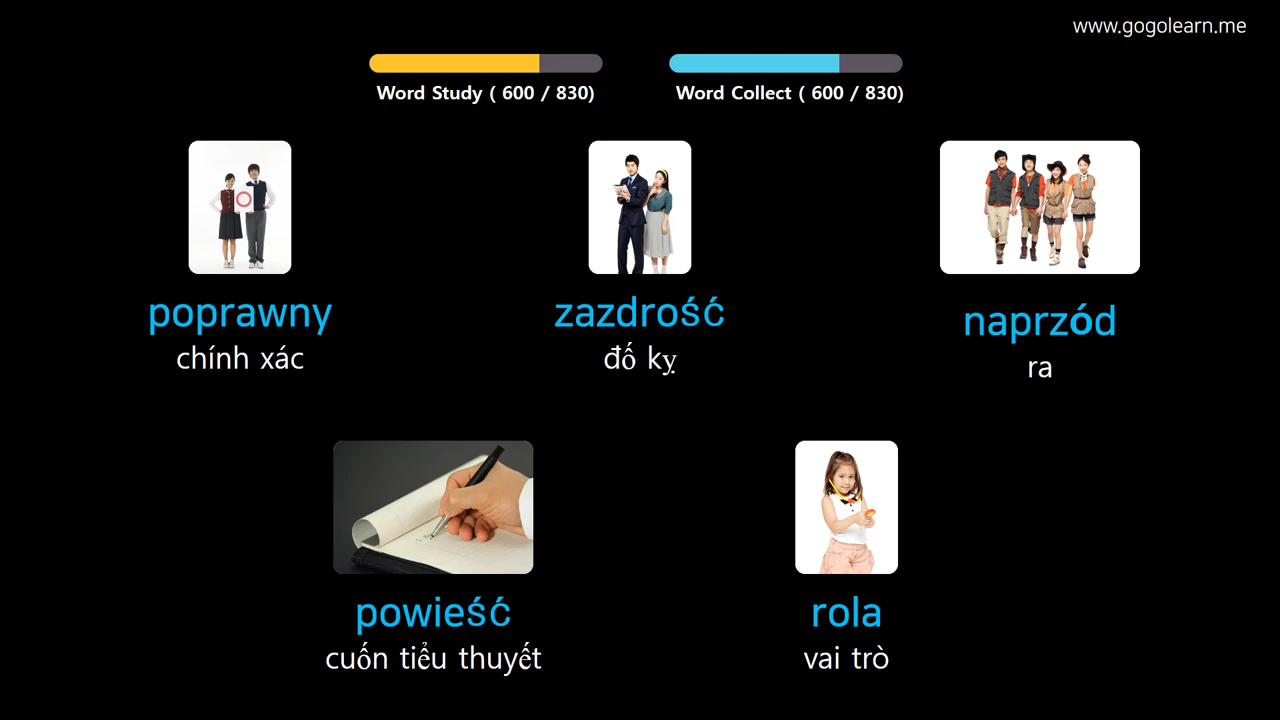 www.gogolearn.me
Word Study ( 600 / 830)
Word Collect ( 600 / 830)
poprawny
chính xác
zazdrość
đố kỵ
naprzód
ra
powieść
cuốn tiểu thuyết
rola
vai trò